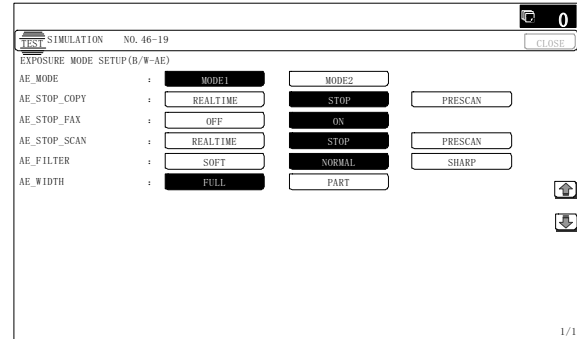 0
TEST SIMULATION NO. 46-19 CLOSE
EXPOSURE MODE SETUP(B/W-AE)
AE_MODE : MODE1 MODE2
AE_STOP_COPY : REALTIME STOP PRESCAN
AE_STOP_FAX : OFF ON
AE_STOP_SCAN : REALTIME STOP PRESCAN
AE_FILTER : SOFT NORMAL SHARP
AE_WIDTH : FULL PART
1/1